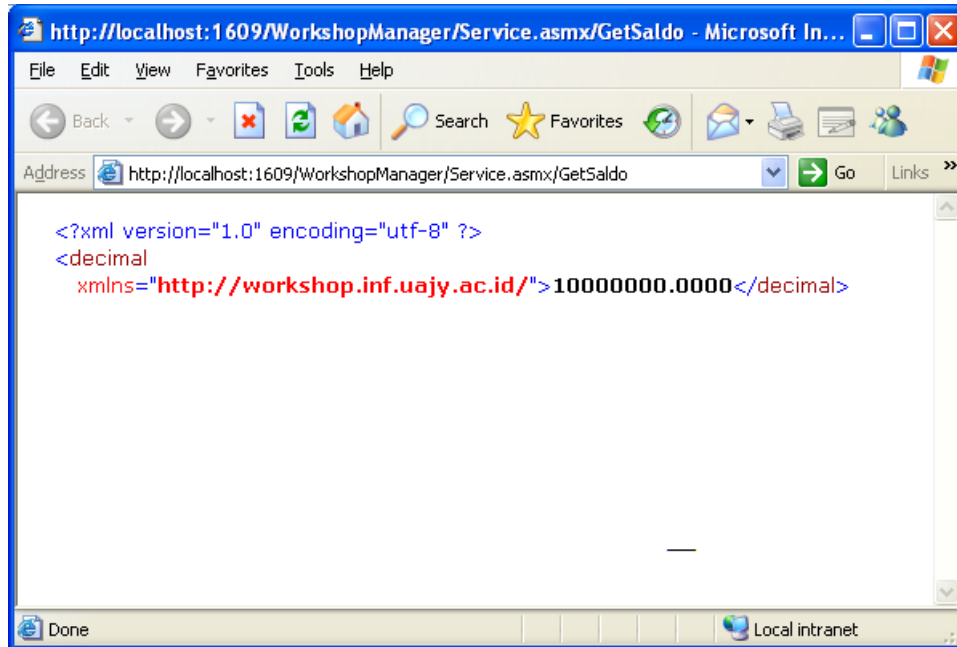 http://localhost:1609/WorkshopManager/Service.asmx/GetSaldo - Microsoft In...
File Edit View Favorites Tools Help
Back Search Favorites
Address http://localhost:1609/WorkshopManager/Service.asmx/GetSaldo Go Links »
<?xml version="1.0" encoding="utf-8" ?>
<decimal
xmlns="http://workshop.inf.uajy.ac.id/">10000000.0000</decimal>
Done Local intranet